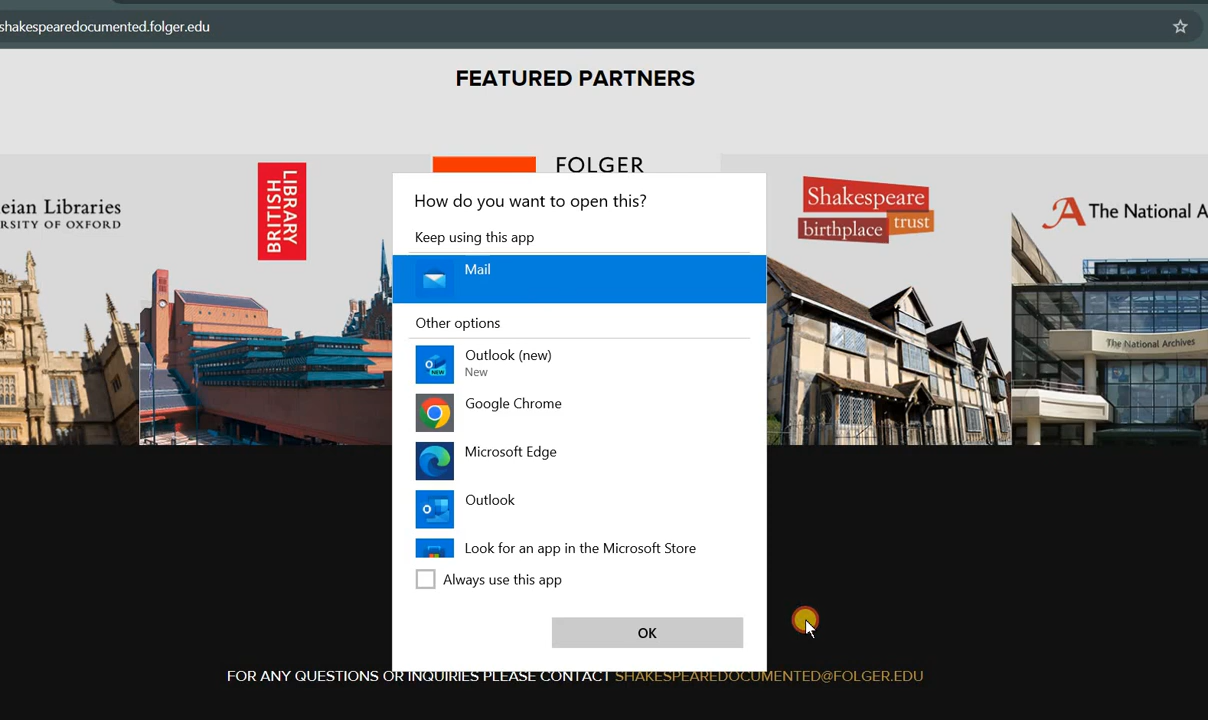 shakespearedocumented.folger.edu
FEATURED PARTNERS
eian Libraries
RSITY OF OXFORD
BRITISH
LIBRARY
FOLGER
Shakespeare
birthplace trust
The National A
The National Archives
How do you want to open this?
Keep using this app
Mail
Other options
Outlook (new)
New
Google Chrome
Microsoft Edge
Outlook
Look for an app in the Microsoft Store
Always use this app
OK
FOR ANY QUESTIONS OR INQUIRIES PLEASE CONTACT SHAKESPEAREDOCUMENTED@FOLGER.EDU